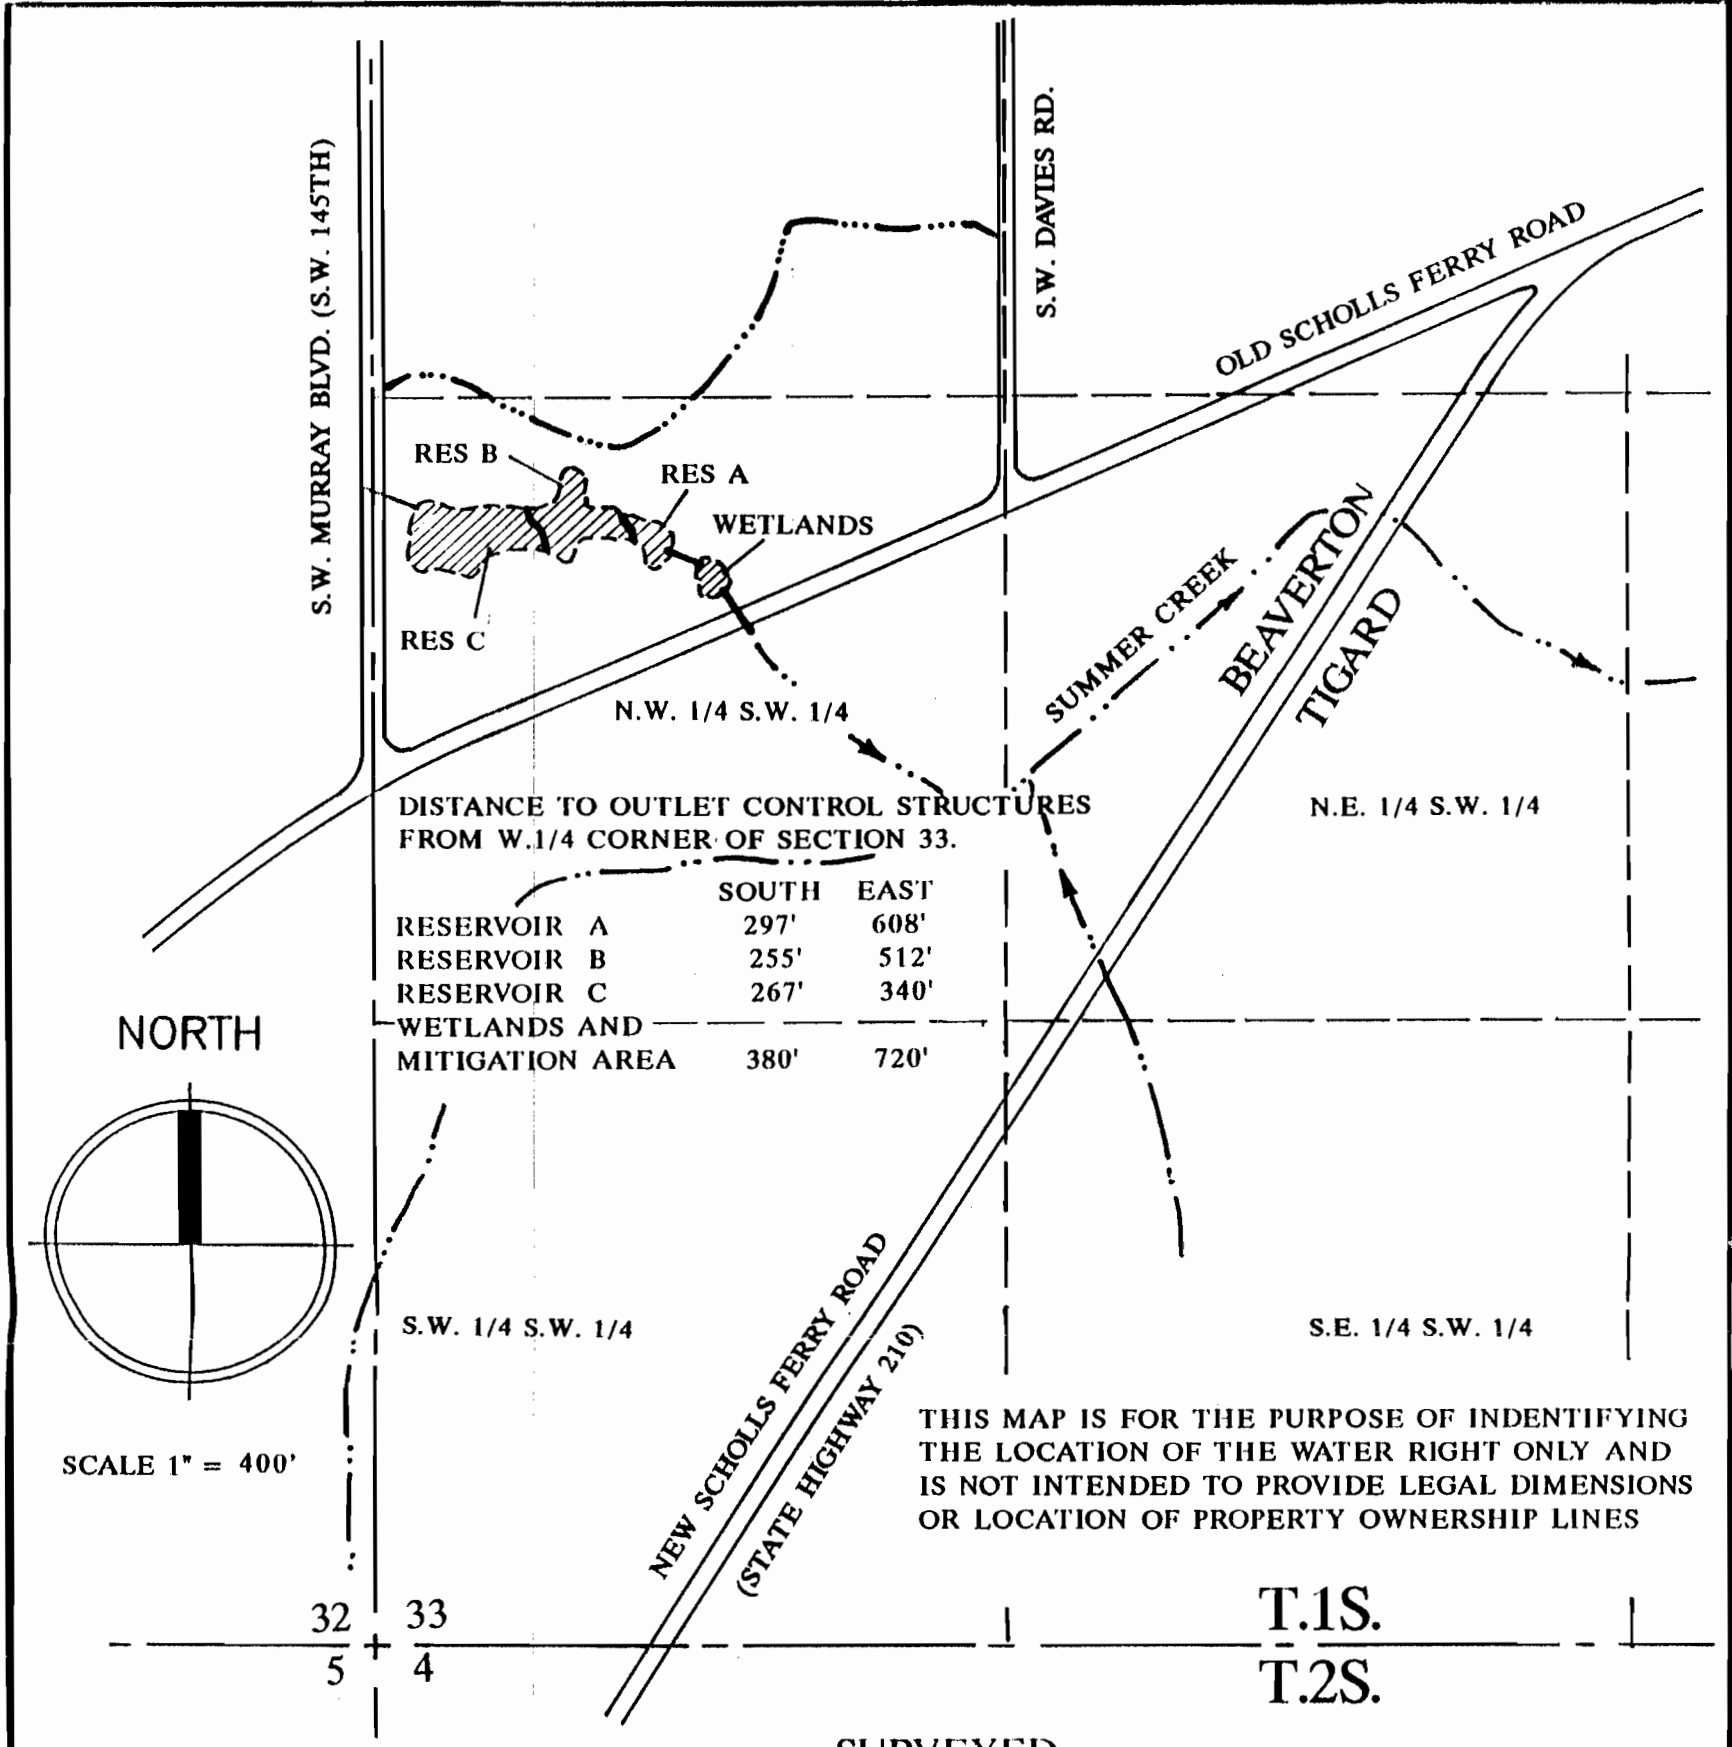 S.W. MURRAY BLVD. (S.W. 145TH)
S.W. DAVIES RD.
OLD SCHOLLS FERRY ROAD
RES B
RES A
WETLANDS
RES C
SUMMER CREEK
BEAVERTON
TIGARD
N.W. 1/4 S.W. 1/4
N.E. 1/4 S.W. 1/4
DISTANCE TO OUTLET CONTROL STRUCTURES
FROM W.1/4 CORNER OF SECTION 33.
SOUTH EAST
RESERVOIR A 297' 608'
RESERVOIR B 255' 512'
RESERVOIR C 267' 340'
WETLANDS AND
MITIGATION AREA 380' 720'
NORTH
SCALE 1" = 400'
S.W. 1/4 S.W. 1/4
S.E. 1/4 S.W. 1/4
NEW SCHOLLS FERRY ROAD
(STATE HIGHWAY 210)
THIS MAP IS FOR THE PURPOSE OF INDENTIFYING
THE LOCATION OF THE WATER RIGHT ONLY AND
IS NOT INTENDED TO PROVIDE LEGAL DIMENSIONS
OR LOCATION OF PROPERTY OWNERSHIP LINES
32 33
5 4
T.1S.
T.2S.
SURVEYED